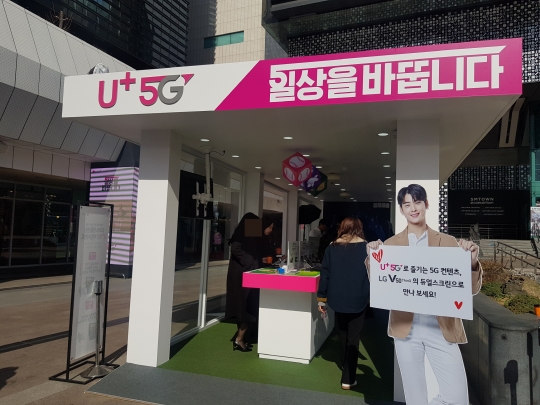 U+5G
일상을 바꿉니다
SMTOWN
U+5G로 즐기는 5G 컨텐츠,
LG V50ThinQ의 듀얼스크린으로
만나 보세요!